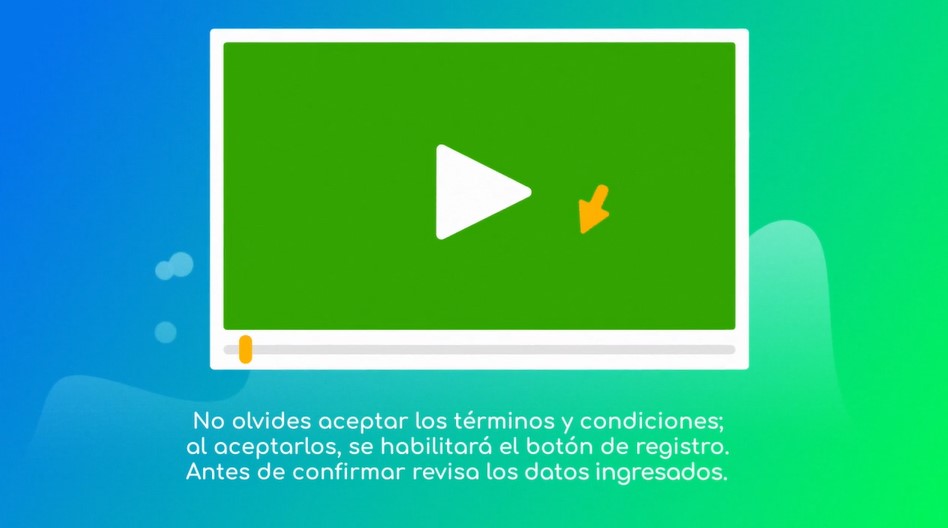 No olvides aceptar los términos y condiciones;
al aceptarlos, se habilitará el botón de registro.
Antes de confirmar revisa los datos ingresados.